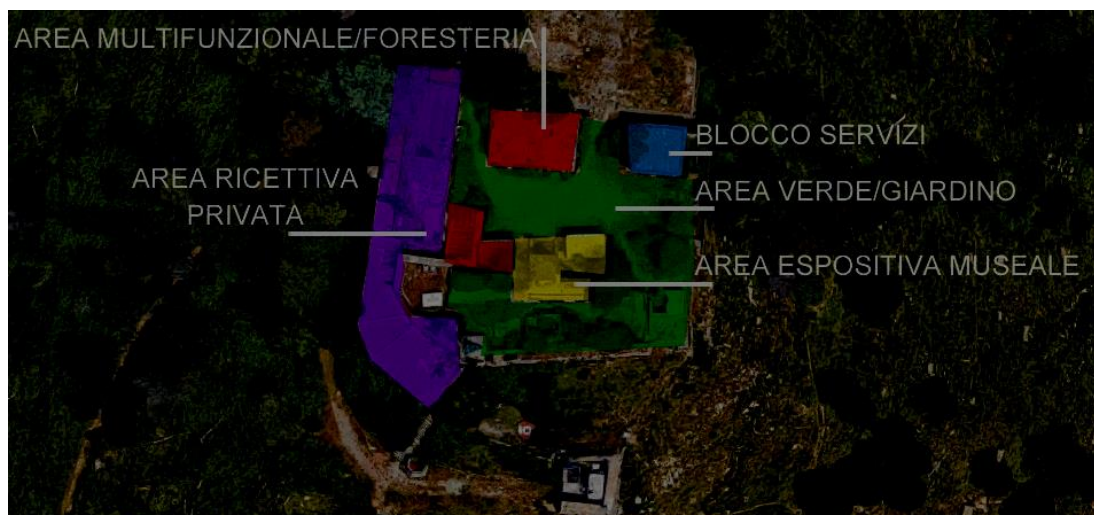 AREA MULTIFUNZIONALE/FORESTERIA
BLOCCO SERVIZI
AREA RICETTIVA
PRIVATA
AREA VERDE/GIARDINO
AREA ESPOSITIVA MUSEALE